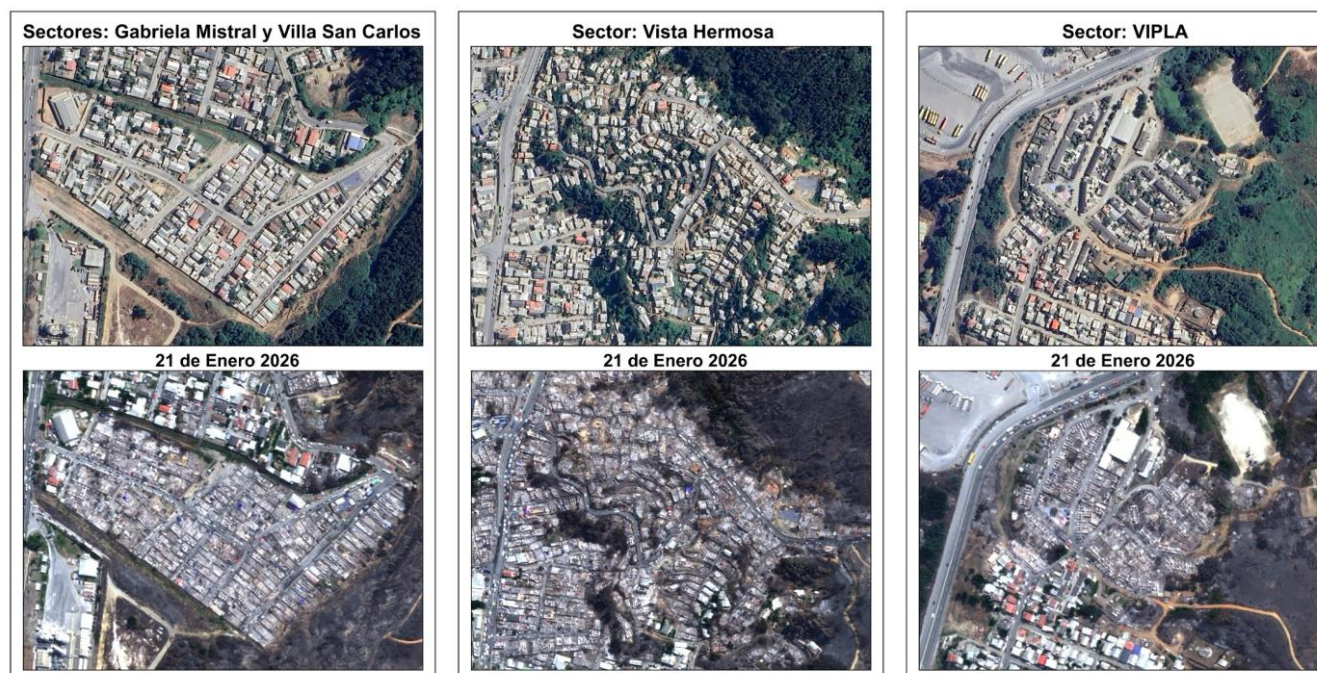 Sectores: Gabriela Mistral y Villa San Carlos
21 de Enero 2026
Sector: Vista Hermosa
21 de Enero 2026
Sector: VIPLA
21 de Enero 2026